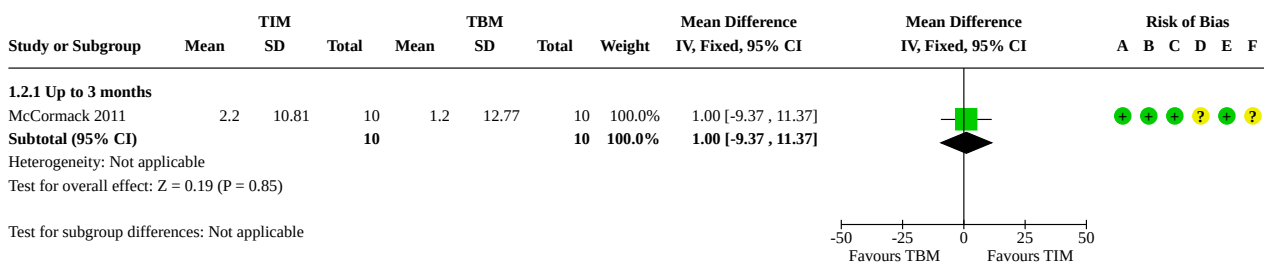 TIM TBM Mean Difference Mean Difference Risk of Bias
Study or Subgroup Mean SD Total Mean SD Total Weight IV, Fixed, 95% CI IV, Fixed, 95% CI A B C D E F
1.2.1 Up to 3 months
McCormack 2011 2.2 10.81 10 1.2 12.77 10 100.0% 1.00 [-9.37 , 11.37] + + + ? + ?
Subtotal (95% CI) 10 10 100.0% 1.00 [-9.37 , 11.37]
Heterogeneity: Not applicable
Test for overall effect: Z = 0.19 (P = 0.85)
Test for subgroup differences: Not applicable
-50 -25 0 25 50
Favours TBM Favours TIM